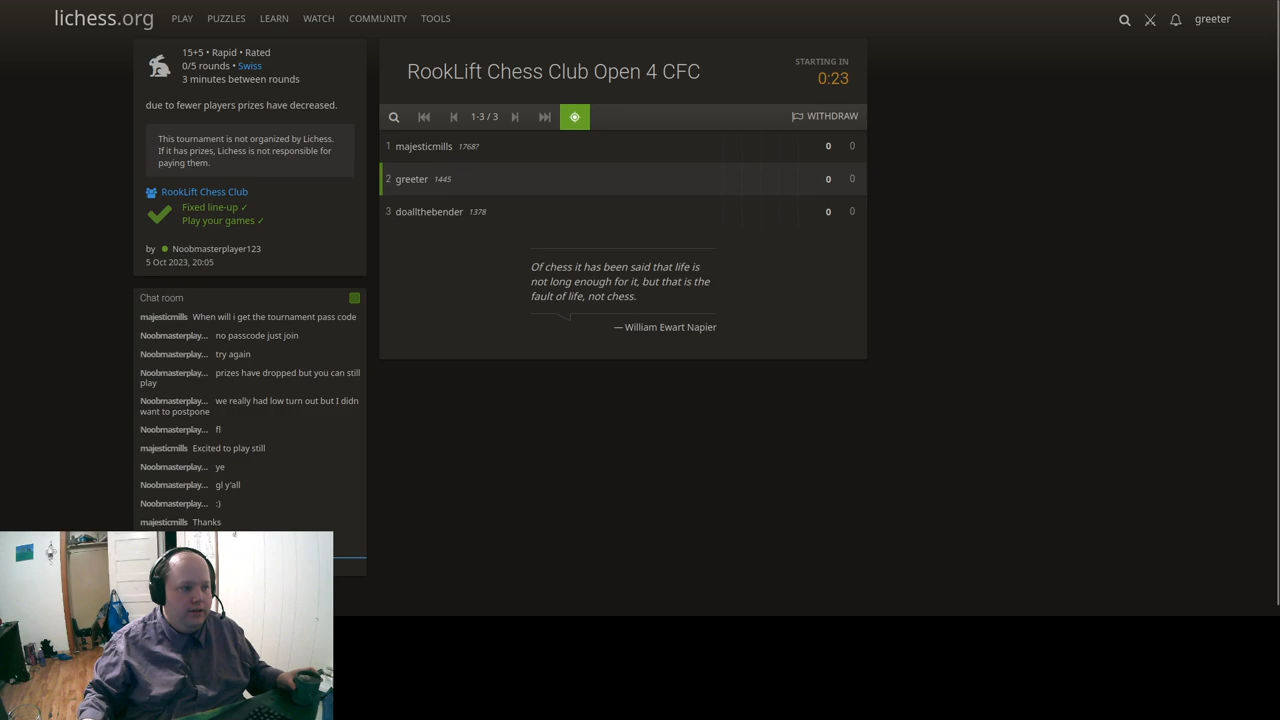 lichess.org PLAY PUZZLES LEARN WATCH COMMUNITY TOOLS greeter
15+5 • Rapid • Rated
0/5 rounds • Swiss
3 minutes between rounds
due to fewer players prizes have decreased.
This tournament is not organized by Lichess.
If it has prizes, Lichess is not responsible for
paying them.
RookLift Chess Club
Fixed line-up ✓
Play your games ✓
by Noobmasterplayer123
5 Oct 2023, 20:05
Chat room
majesticmills When will i get the tournament pass code
Noobmasterplay... no passcode just join
Noobmasterplay... try again
Noobmasterplay... prizes have dropped but you can still
play
Noobmasterplay... we really had low turn out but I didn
want to postpone
Noobmasterplay... fl
majesticmills Excited to play still
Noobmasterplay... ye
Noobmasterplay... gl y'all
Noobmasterplay... :)
majesticmills Thanks
RookLift Chess Club Open 4 CFC
STARTING IN
0:23
1-3 / 3 WITHDRAW
1 majesticmills 1768? 0 0
2 greeter 1445 0 0
3 doallthebender 1378 0 0
Of chess it has been said that life is
not long enough for it, but that is the
fault of life, not chess.
— William Ewart Napier